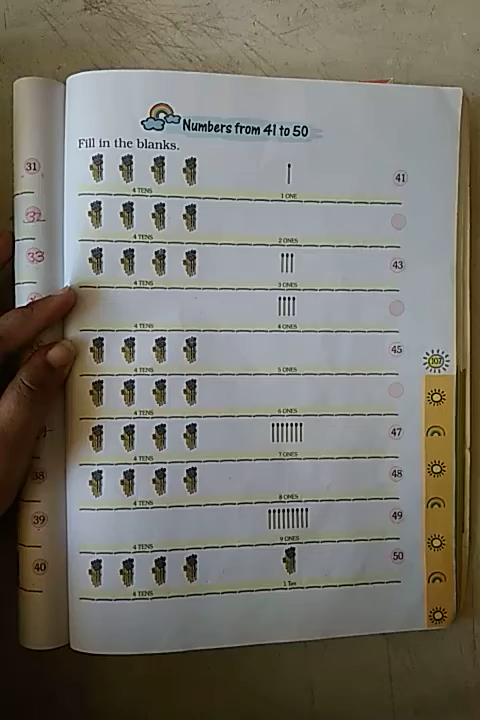 Numbers from 41 to 50
Fill in the blanks.
31
4 TENS 1 ONE 41
32
4 TENS 2 ONES
33
4 TENS 3 ONES 43
4 TENS 4 ONES
4 TENS 5 ONES 45
107
4 TENS 6 ONES
4 TENS 7 ONES 47
38
4 TENS 8 ONES 48
39
4 TENS 9 ONES 49
40
4 TENS 1 Ten 50